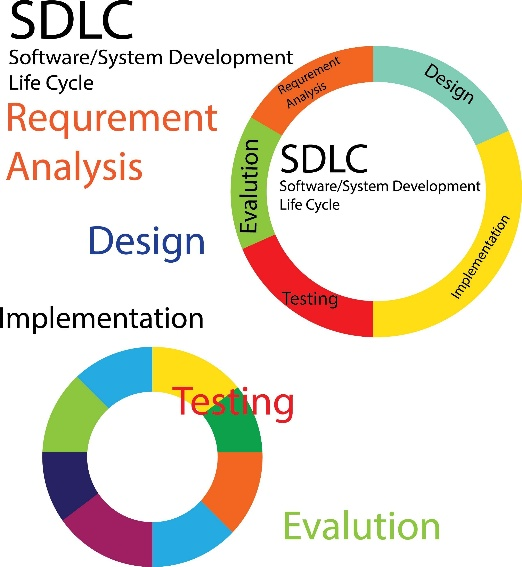 SDLC
Software/System Development
Life Cycle
Requrement
Analysis
Design
Implementation
Testing
Evalution
Requrement
Analysis
Design
Evalution
SDLC
Software/System Development
Life Cycle
Implementation
Testing